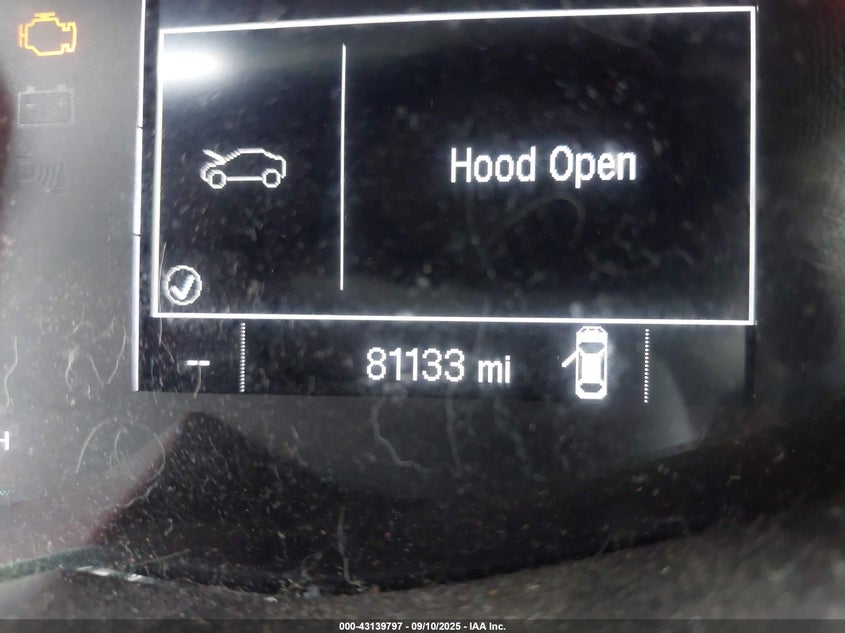 Hood Open
-- 81133 mi
H
000-43139797 - 09/10/2025 - IAA Inc.